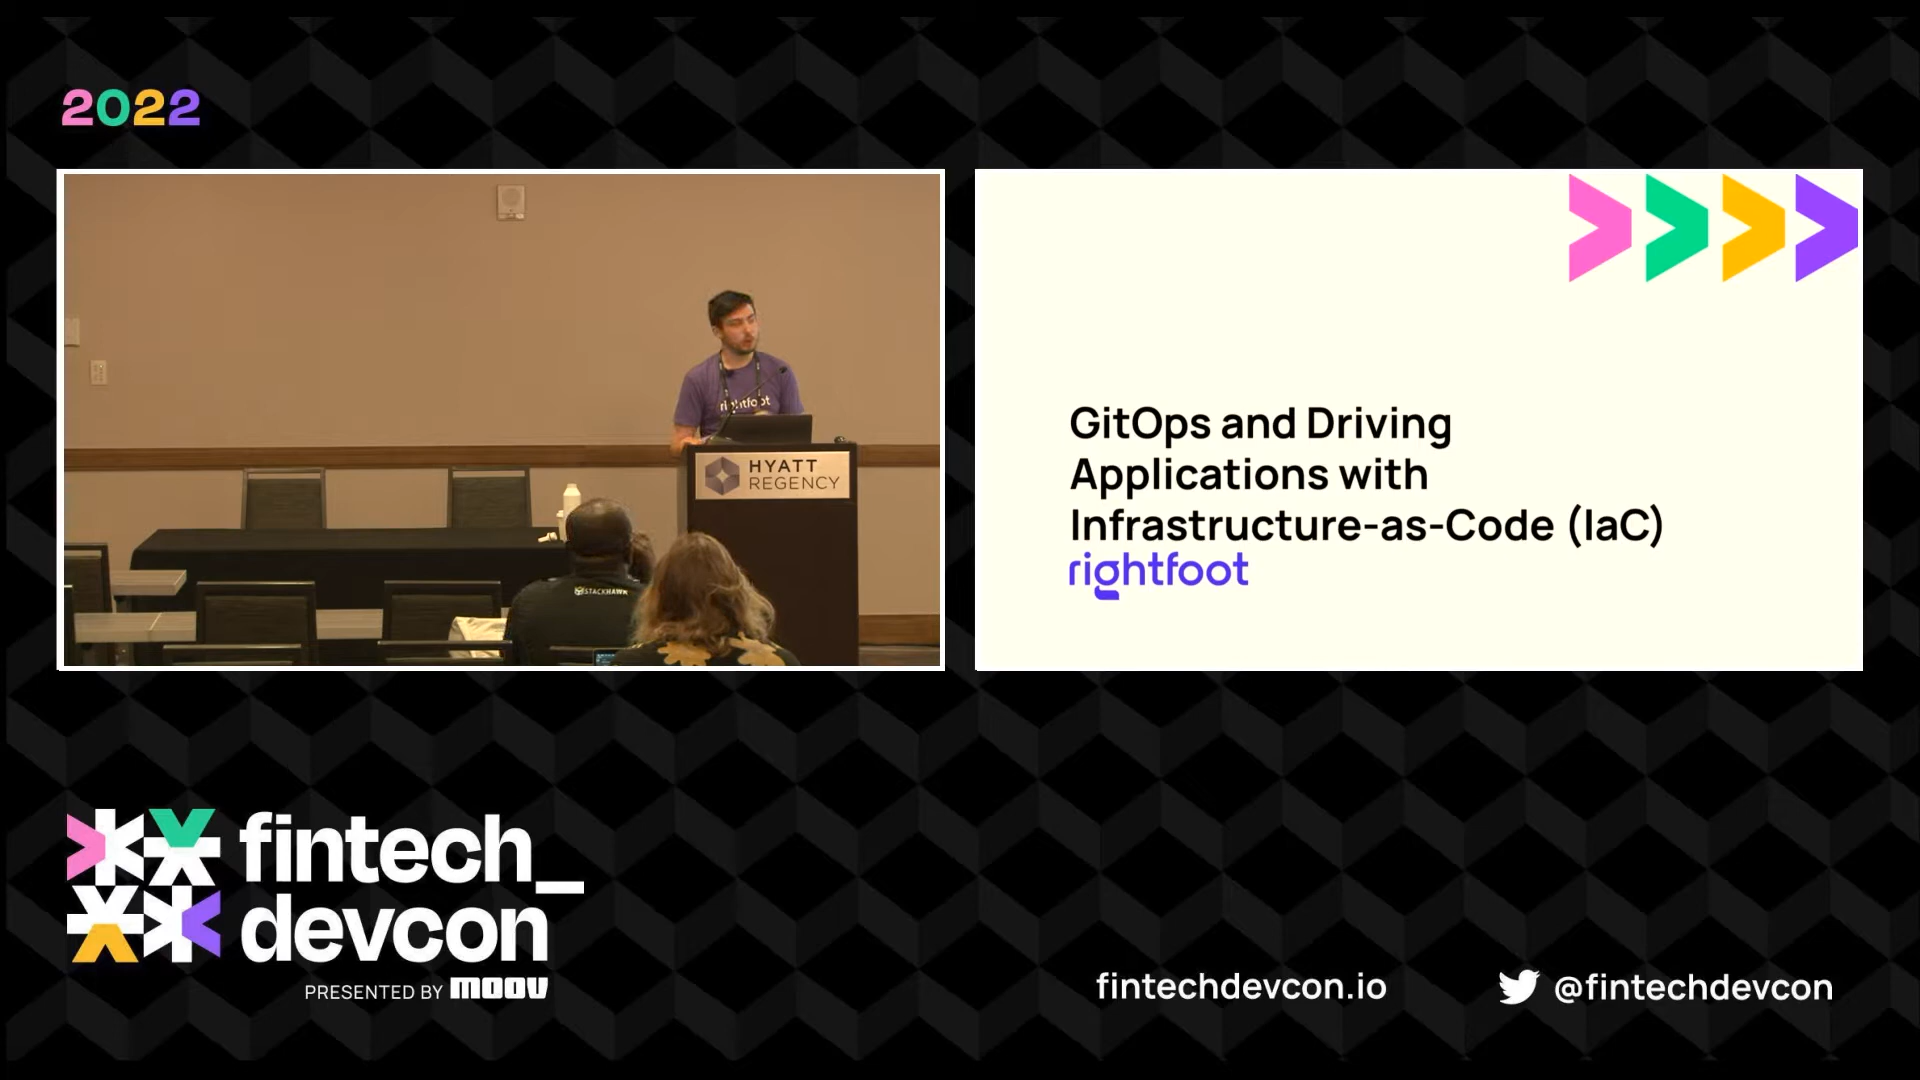 2022
rightfoot
HYATT
REGENCY
STACKHAWK
GitOps and Driving
Applications with
Infrastructure-as-Code (IaC)
rightfoot
fintech_
devcon
PRESENTED BY moov
fintechdevcon.io
@fintechdevcon